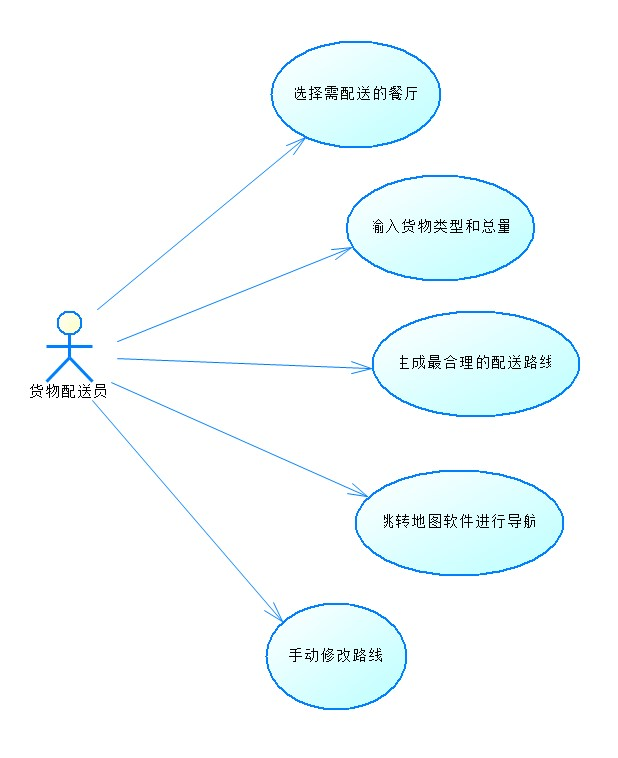 选择需配送的餐厅
输入货物类型和总量
生成最合理的配送路线
货物配送员
跳转地图软件进行导航
手动修改路线